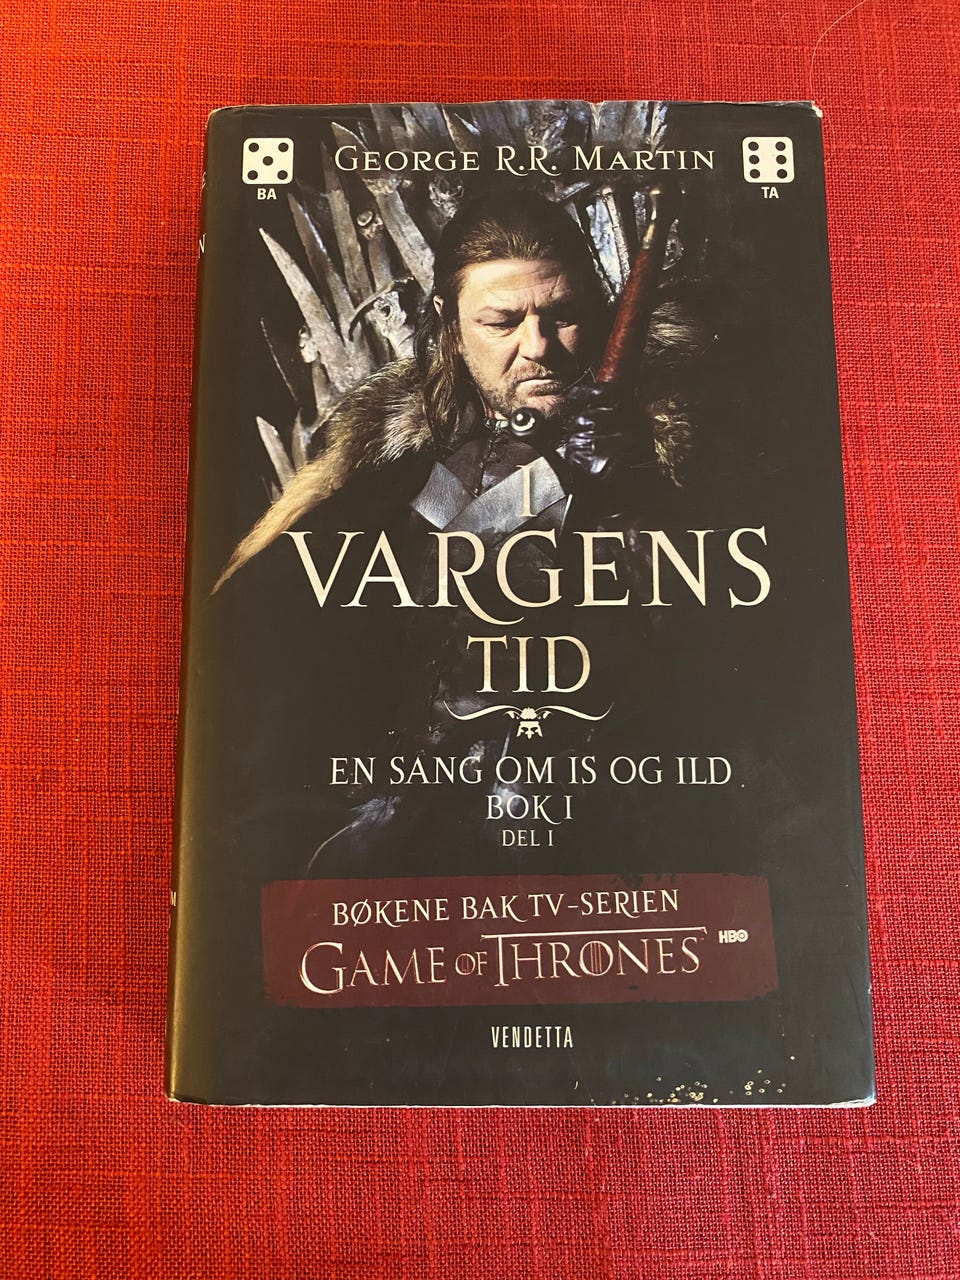 GEORGE R.R. MARTIN
BA
TA
I
VARGENS
TID
EN SANG OM IS OG ILD
BOK I
DEL I
BØKENE BAK TV-SERIEN
GAME OF THRONES HBO
VENDETTA